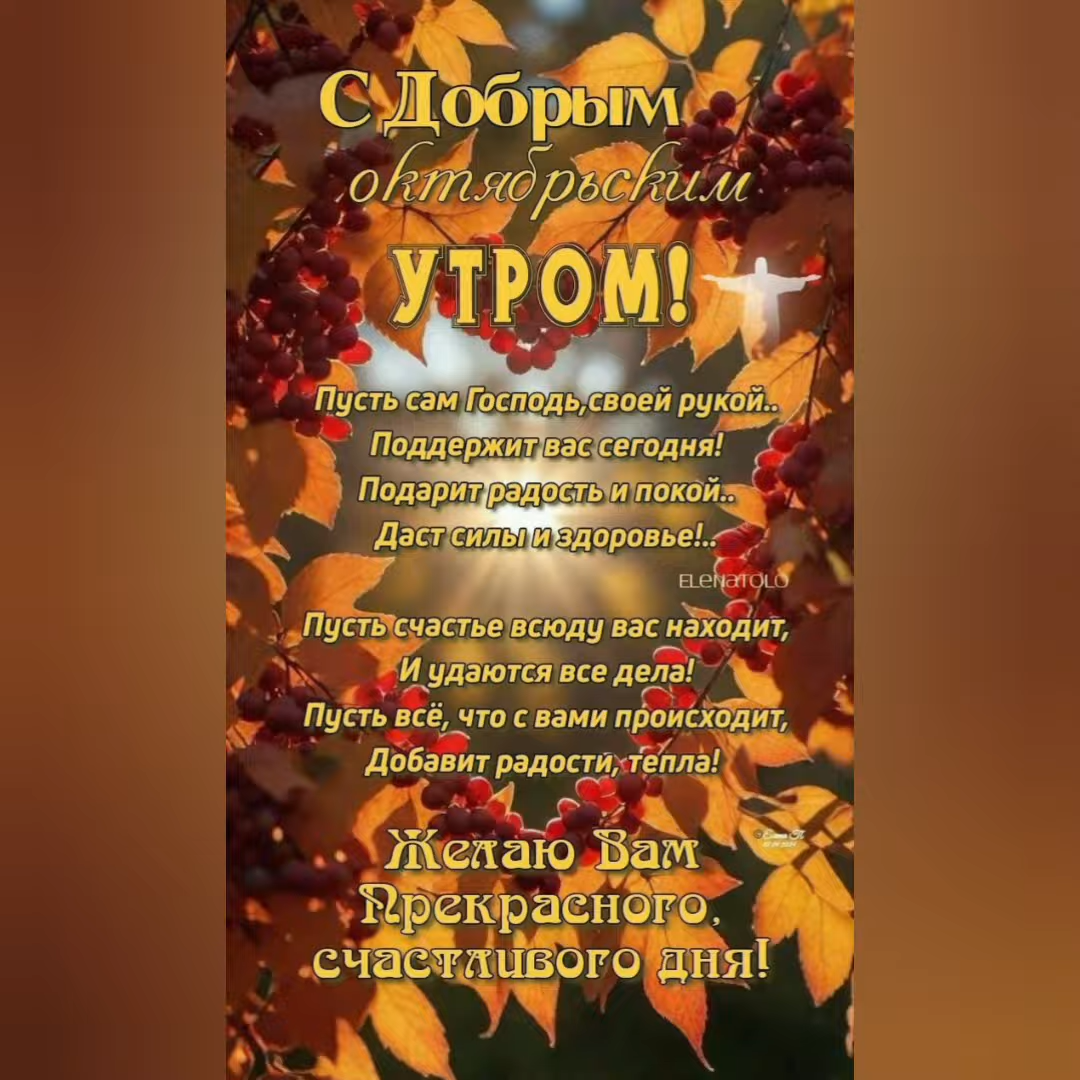 С Добрым
октябрьским
УТРОМ!
Пусть сам Господь,своей рукой..
Поддержит вас сегодня!
Подарит радость и покой..
Даст силы и здоровье!..
ELENATOLO
Пусть счастье всюду вас находит,
И удаются все дела!
Пусть всё, что с вами происходит,
Добавит радости, тепла!
Желаю Вам
Прекрасного,
счастливого дня!